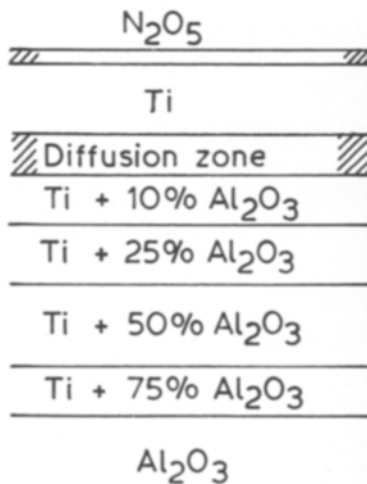 N₂O₅
Ti
Diffusion zone
Ti + 10% Al₂O₃
Ti + 25% Al₂O₃
Ti + 50% Al₂O₃
Ti + 75% Al₂O₃
Al₂O₃